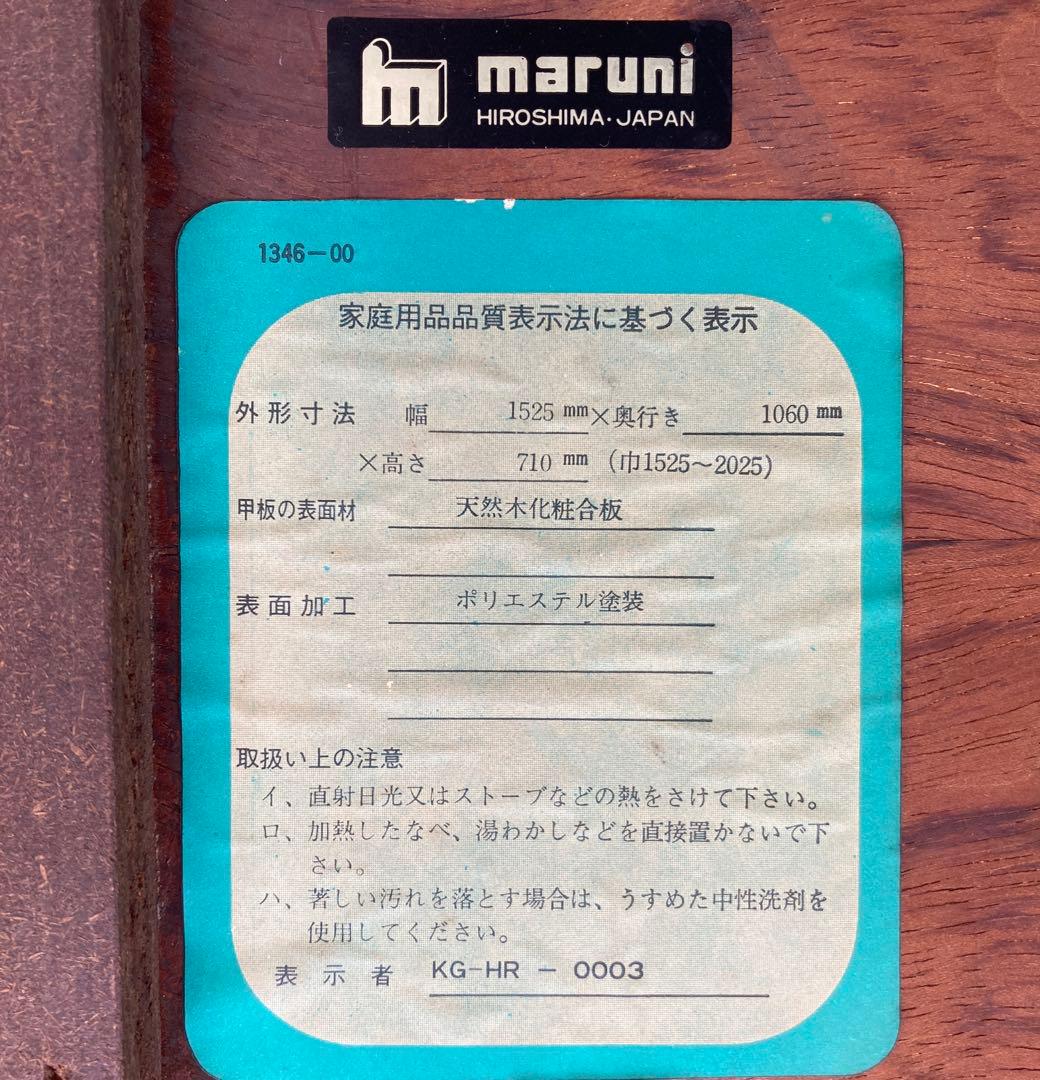 maruni
HIROSHIMA・JAPAN
1346-00
家庭用品品質表示法に基づく表示
外形寸法 幅 1525 mm×奥行き 1060 mm
×高さ 710 mm (巾1525~2025)
甲板の表面材 天然木化粧合板
表面加工 ポリエステル塗装
取扱い上の注意
イ、直射日光又はストーブなどの熱をさけて下さい。
ロ、加熱したなべ、湯わかしなどを直接置かないで下
さい。
ハ、著しい汚れを落とす場合は、うすめた中性洗剤を
使用してください。
表示者 KG-HR - 0003